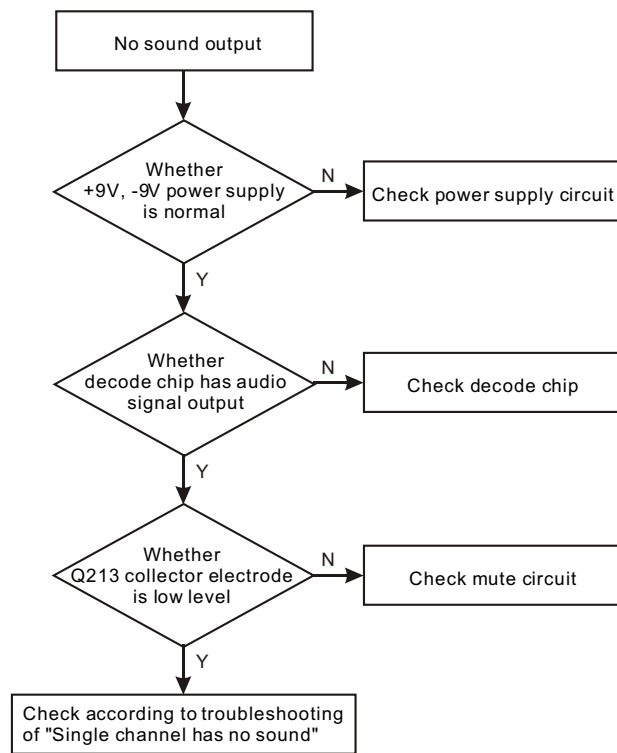 No sound output
Whether
+9V, -9V power supply
is normal
N
Check power supply circuit
Y
Whether
decode chip has audio
signal output
N
Check decode chip
Y
Whether
Q213 collector electrode
is low level
N
Check mute circuit
Y
Check according to troubleshooting
of "Single channel has no sound"